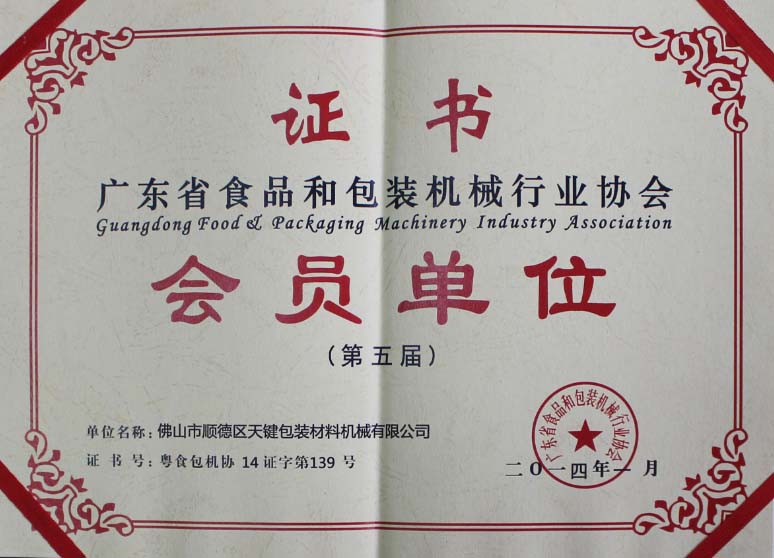 证书
广东省食品和包装机械行业协会
Guangdong Food & Packaging Machinery Industry Association
会员单位
(第五届)
单位名称：佛山市顺德区天键包装材料机械有限公司
证书号：粤食包机协 14 证字第139 号
广东省食品和包装机械行业协会
二〇一四年一月